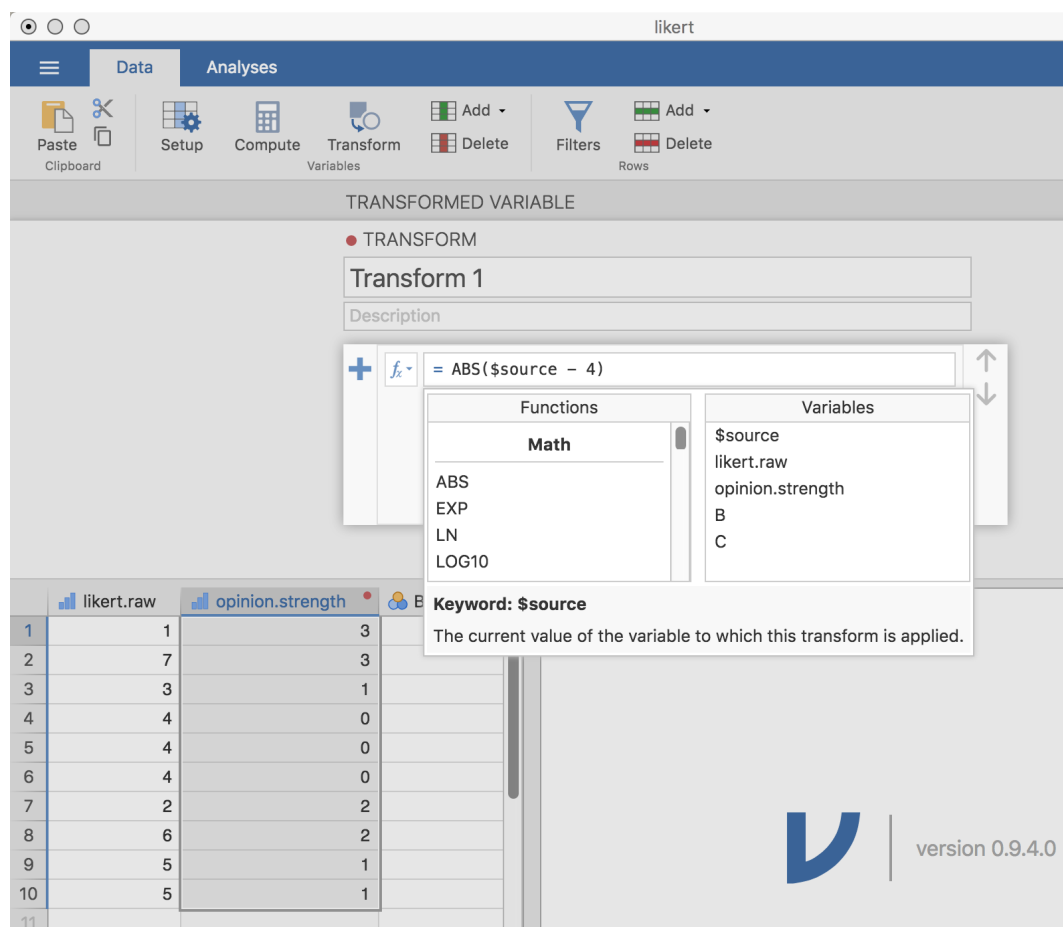 likert
Data Analyses
Paste Setup Compute Transform Add Delete Filters Add Delete
Clipboard Variables Rows
TRANSFORMED VARIABLE
TRANSFORM
Transform 1
Description
fx = ABS($source - 4)
Functions Variables
Math
ABS
EXP
LN
LOG10
$source
likert.raw
opinion.strength
B
C
Keyword: $source
The current value of the variable to which this transform is applied.
likert.raw opinion.strength B
1 1 3
2 7 3
3 3 1
4 4 0
5 4 0
6 4 0
7 2 2
8 6 2
9 5 1
10 5 1
11
version 0.9.4.0